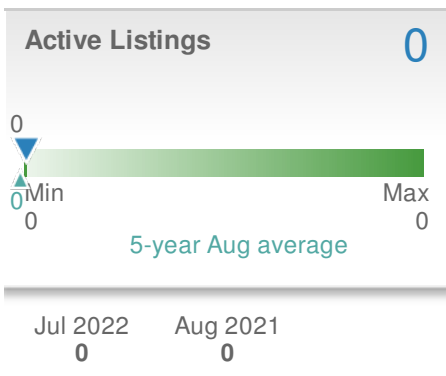 Active Listings 0
0
0 Min Max
0 0
5-year Aug average
Jul 2022 Aug 2021
0 0